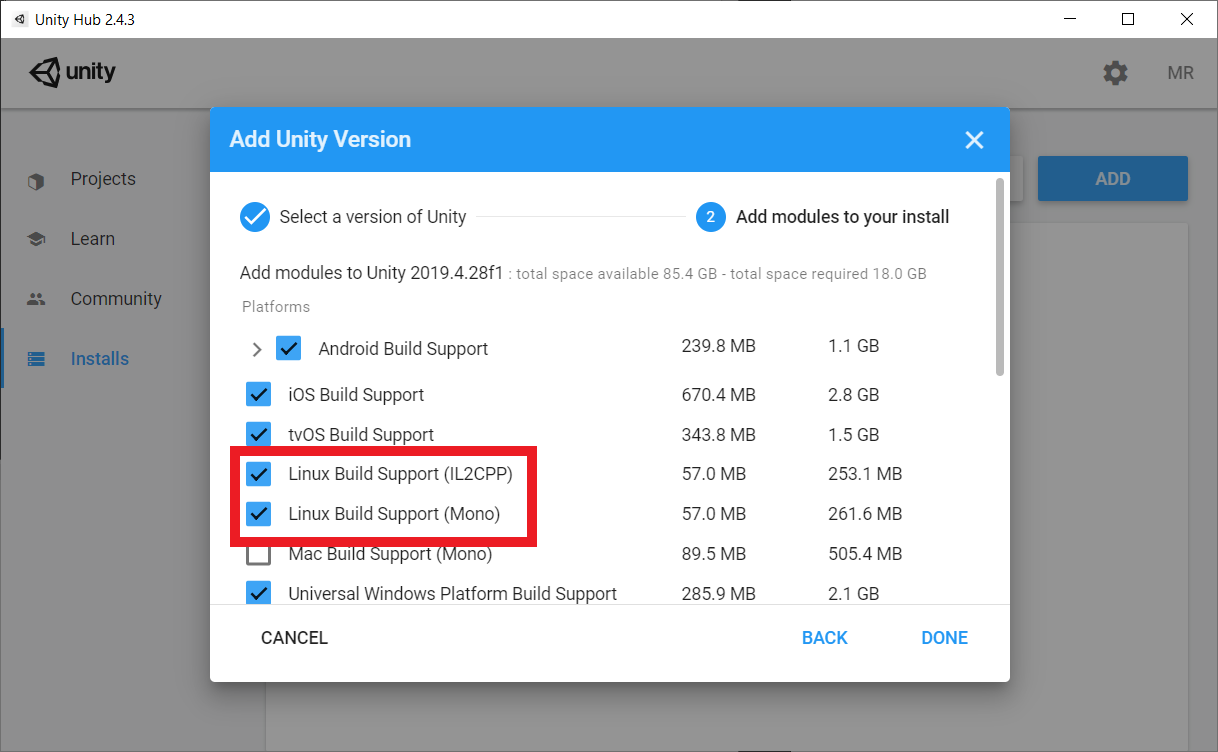 Unity Hub 2.4.3
unity
MR
Add Unity Version
Projects
ADD
Select a version of Unity
2 Add modules to your install
Learn
Add modules to Unity 2019.4.28f1 : total space available 85.4 GB - total space required 18.0 GB
Community
Platforms
Android Build Support 239.8 MB 1.1 GB
Installs
iOS Build Support 670.4 MB 2.8 GB
tvOS Build Support 343.8 MB 1.5 GB
Linux Build Support (IL2CPP) 57.0 MB 253.1 MB
Linux Build Support (Mono) 57.0 MB 261.6 MB
Mac Build Support (Mono) 89.5 MB 505.4 MB
Universal Windows Platform Build Support 285.9 MB 2.1 GB
CANCEL BACK DONE